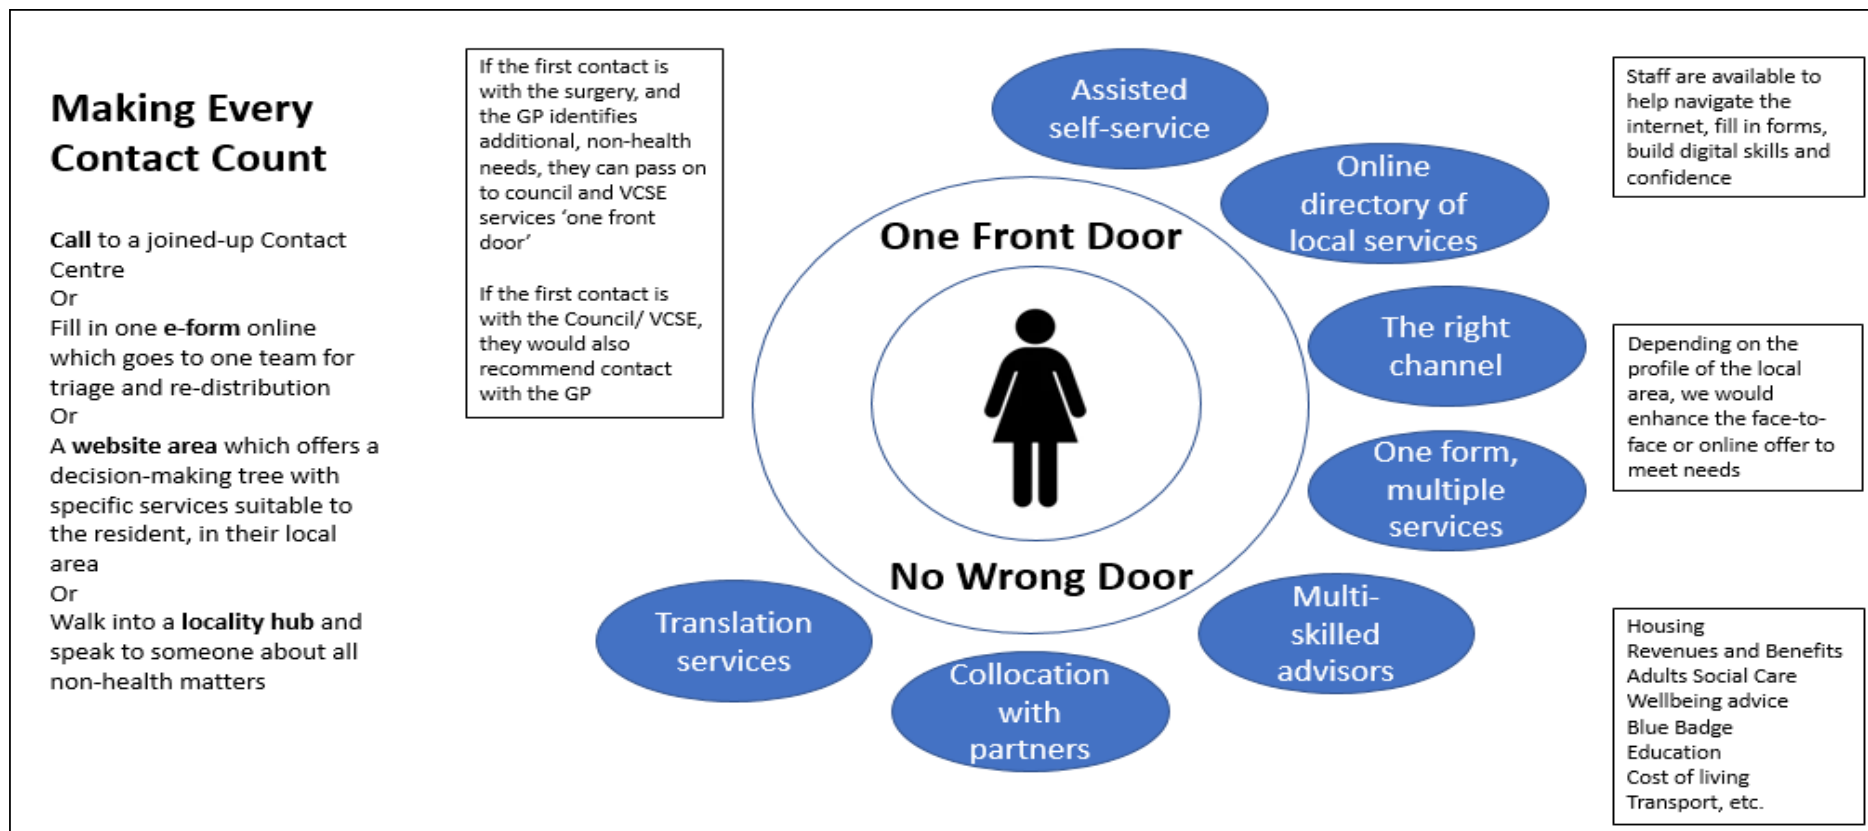 Making Every
Contact Count
Call to a joined-up Contact
Centre
Or
Fill in one e-form online
which goes to one team for
triage and re-distribution
Or
A website area which offers a
decision-making tree with
specific services suitable to
the resident, in their local
area
Or
Walk into a locality hub and
speak to someone about all
non-health matters
If the first contact is
with the surgery, and
the GP identifies
additional, non-health
needs, they can pass on
to council and VCSE
services ‘one front
door’
If the first contact is
with the Council/ VCSE,
they would also
recommend contact
with the GP
One Front Door
No Wrong Door
Assisted
self-service
Online
directory of
local services
The right
channel
One form,
multiple
services
Multi-
skilled
advisors
Collocation
with
partners
Translation
services
Staff are available to
help navigate the
internet, fill in forms,
build digital skills and
confidence
Depending on the
profile of the local
area, we would
enhance the face-to-
face or online offer to
meet needs
Housing
Revenues and Benefits
Adults Social Care
Wellbeing advice
Blue Badge
Education
Cost of living
Transport, etc.